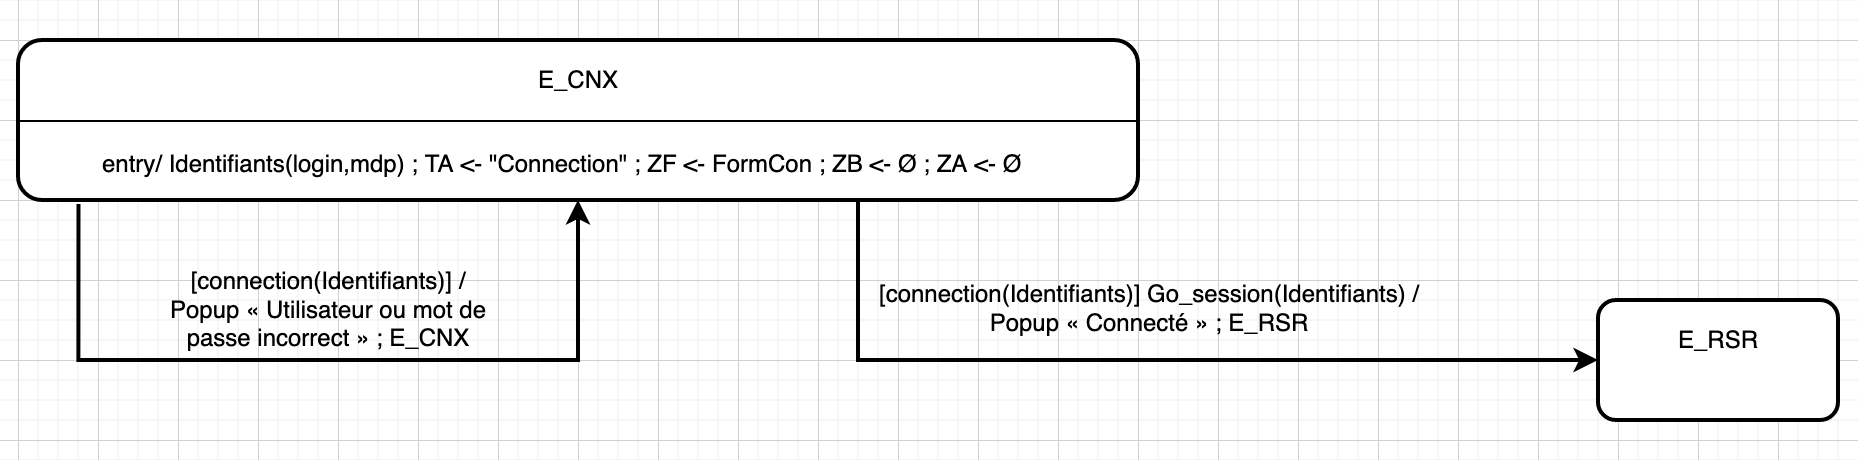 E_CNX
entry/ Identifiants(login,mdp) ; TA <- "Connection" ; ZF <- FormCon ; ZB <- Ø ; ZA <- Ø
[connection(Identifiants)] /
Popup « Utilisateur ou mot de
passe incorrect » ; E_CNX
[connection(Identifiants)] Go_session(Identifiants) /
Popup « Connecté » ; E_RSR
E_RSR